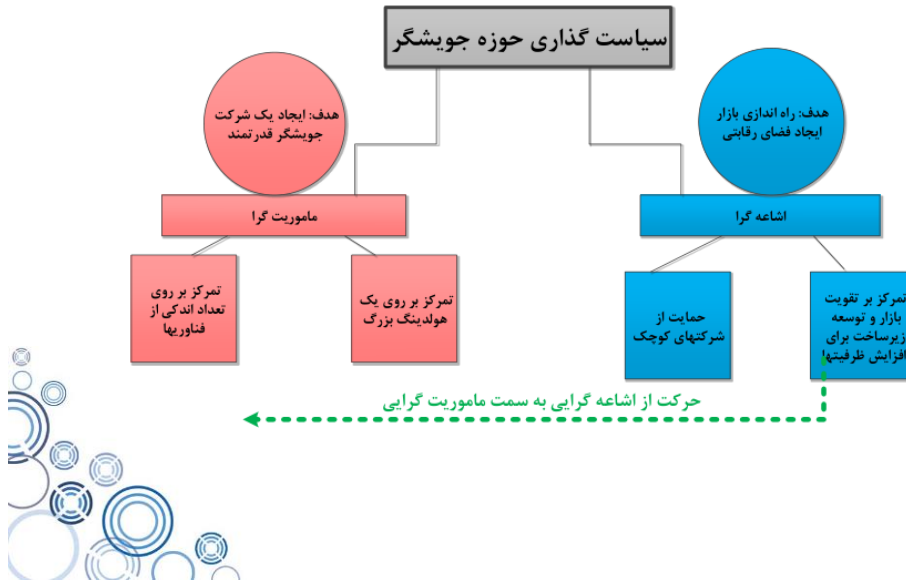 سیاست گذاری حوزه جویشگر
هدف: راه اندازی بازار
ایجاد فضای رقابتی
اشاعه گرا
تمرکز بر تقویت
بازار و توسعه
زیرساخت برای
افزایش ظرفیتها
حمایت از
شرکتهای کوچک
هدف: ایجاد یک شرکت
جویشگر قدرتمند
ماموریت گرا
تمرکز بر روی یک
هولدینگ بزرگ
تمرکز بر روی
تعداد اندکی از
فناوریها
حرکت از اشاعه گرایی به سمت ماموریت گرایی